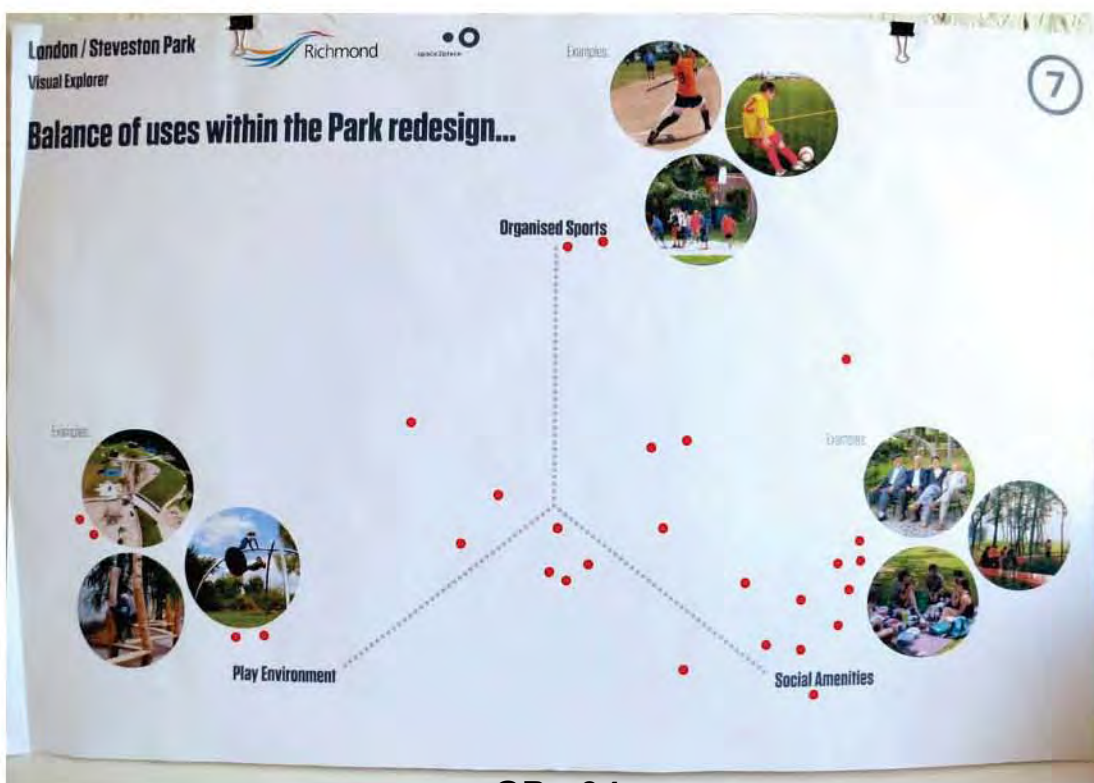 London / Steveston Park
Visual Explorer
Richmond
space2place
Examples:
7
Balance of uses within the Park redesign...
Organised Sports
Examples:
Examples:
Play Environment
Social Amenities